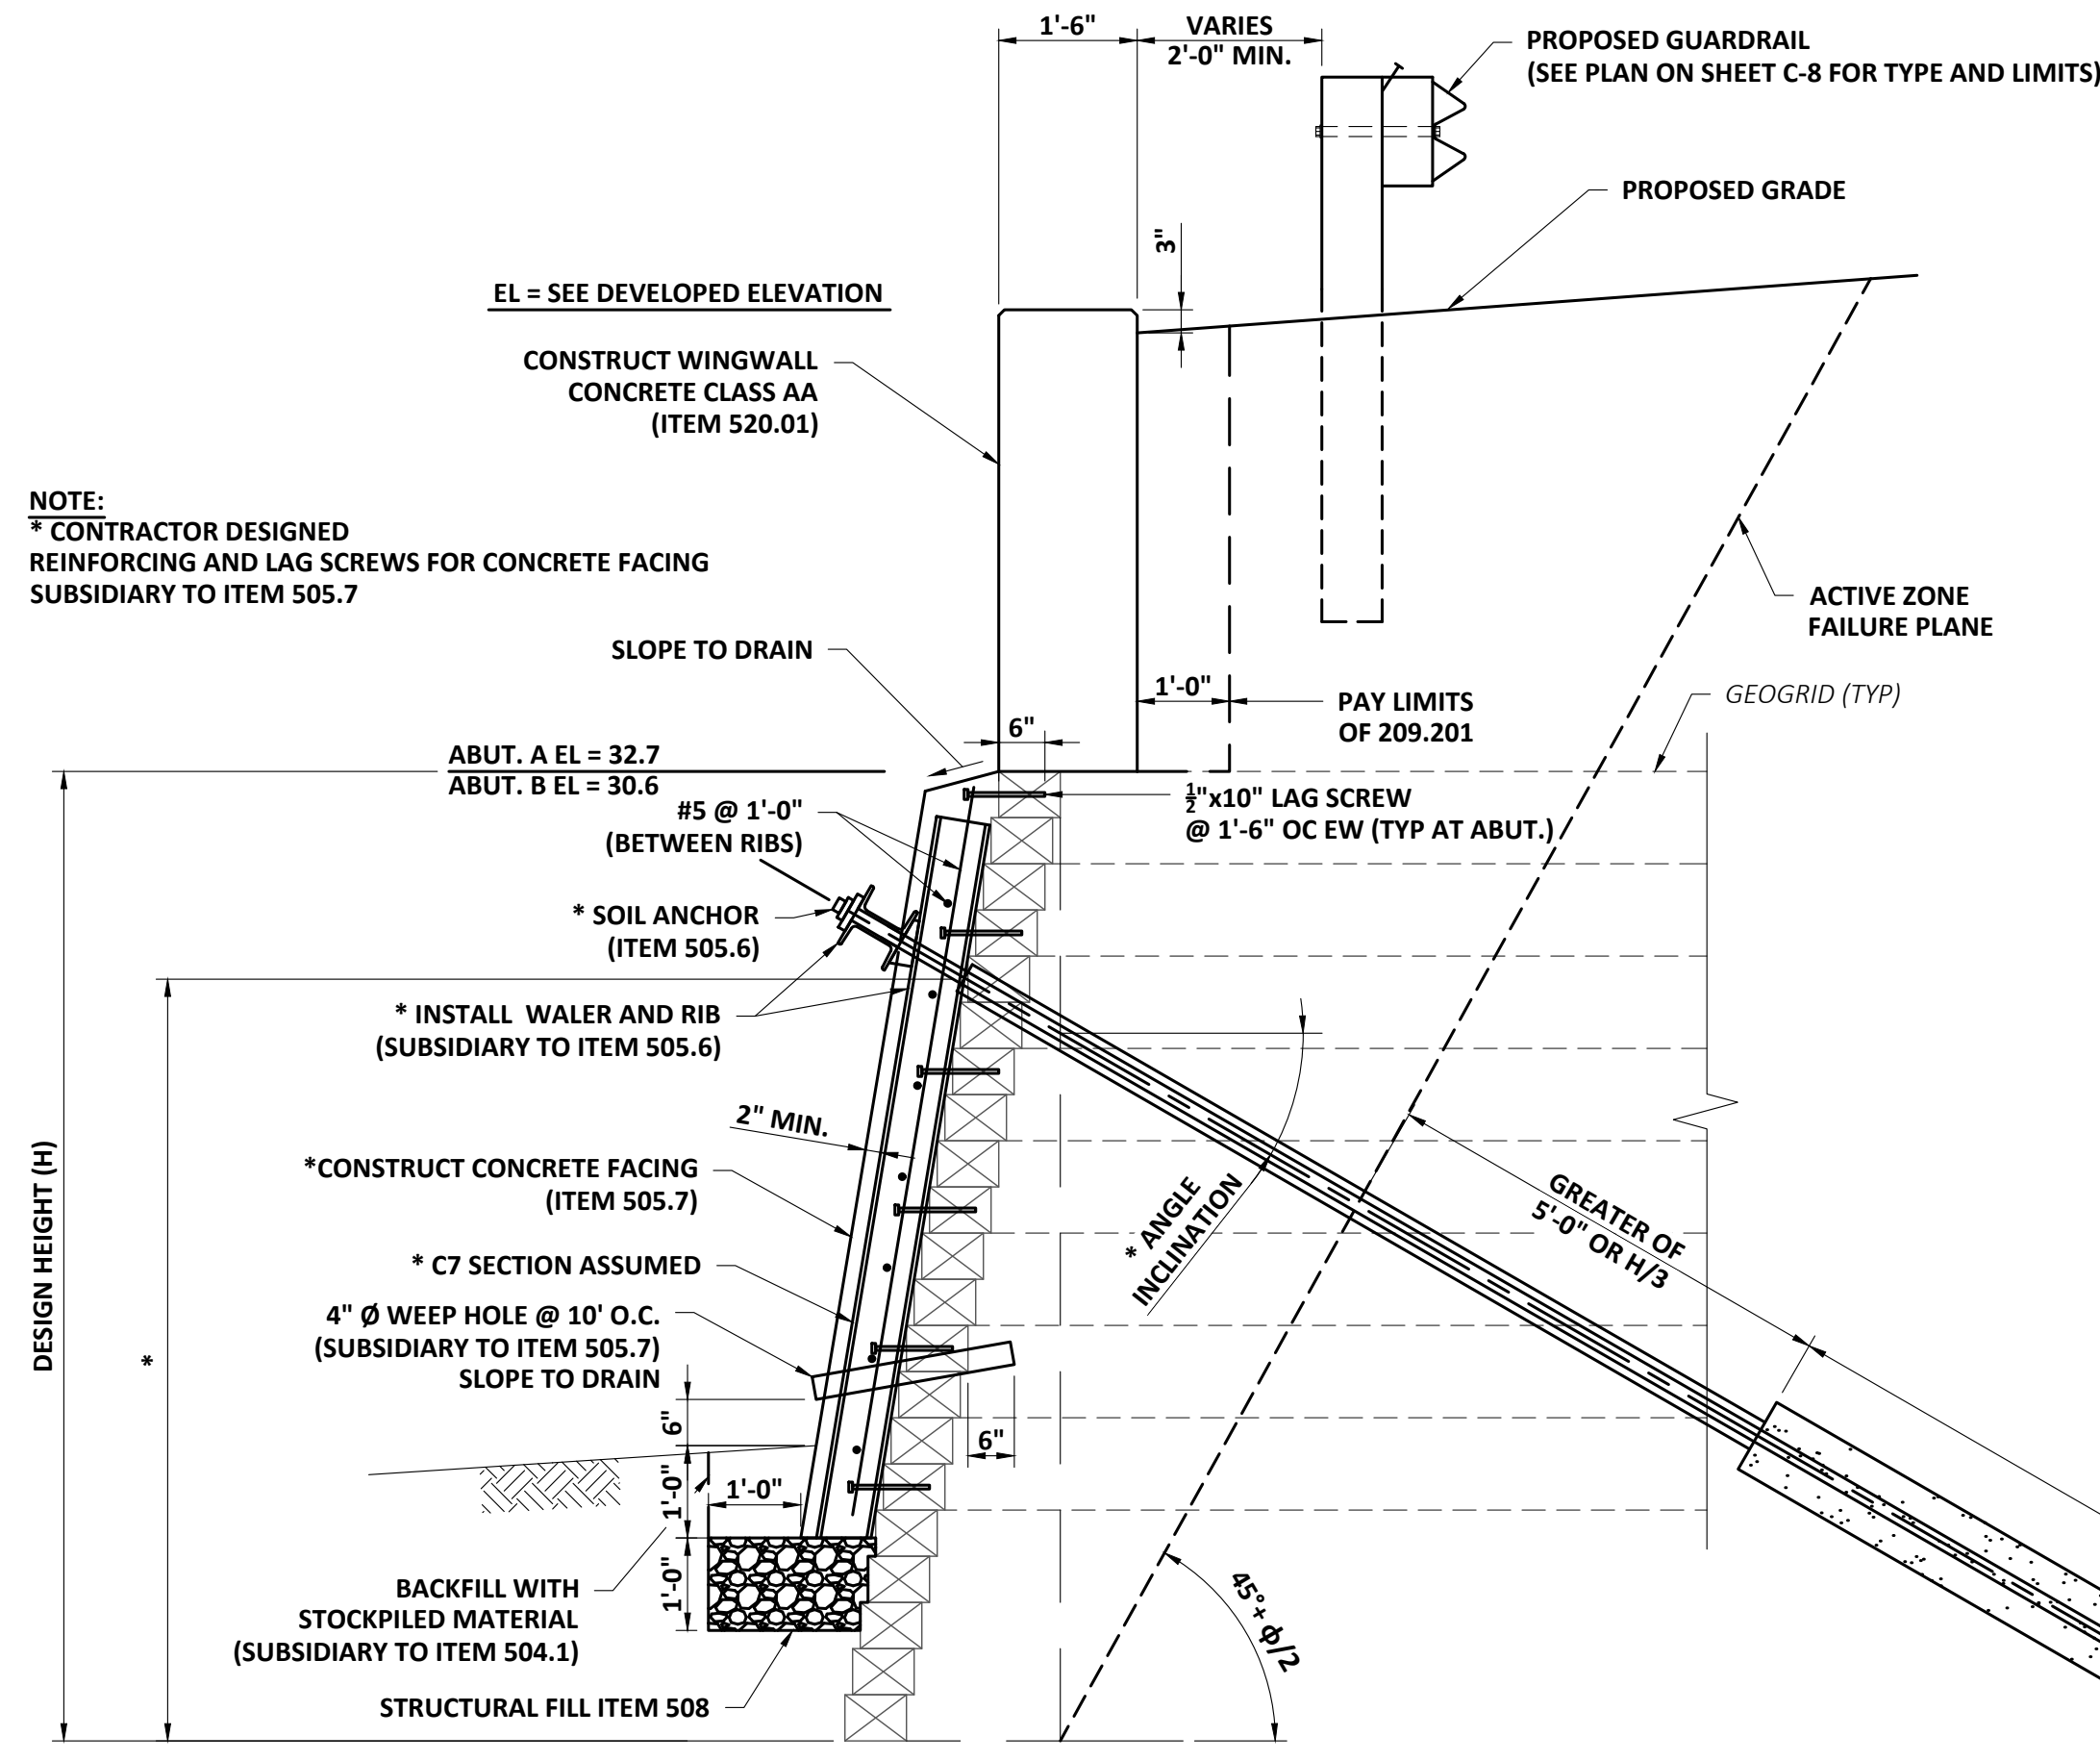 1'-6"
VARIES
2'-0" MIN.
PROPOSED GUARDRAIL
(SEE PLAN ON SHEET C-8 FOR TYPE AND LIMITS)
PROPOSED GRADE
3"
EL = SEE DEVELOPED ELEVATION
CONSTRUCT WINGWALL
CONCRETE CLASS AA
(ITEM 520.01)
NOTE:
* CONTRACTOR DESIGNED
REINFORCING AND LAG SCREWS FOR CONCRETE FACING
SUBSIDIARY TO ITEM 505.7
ACTIVE ZONE
FAILURE PLANE
SLOPE TO DRAIN
1'-0"
PAY LIMITS
OF 209.201
GEOGRID (TYP)
6"
ABUT. A EL = 32.7
ABUT. B EL = 30.6
#5 @ 1'-0"
(BETWEEN RIBS)
½"x10" LAG SCREW
@ 1'-6" OC EW (TYP AT ABUT.)
* SOIL ANCHOR
(ITEM 505.6)
* INSTALL WALER AND RIB
(SUBSIDIARY TO ITEM 505.6)
2" MIN.
*CONSTRUCT CONCRETE FACING
(ITEM 505.7)
* ANGLE
INCLINATION
GREATER OF
5'-0" OR H/3
DESIGN HEIGHT (H)
*
* C7 SECTION ASSUMED
4" Ø WEEP HOLE @ 10' O.C.
(SUBSIDIARY TO ITEM 505.7)
SLOPE TO DRAIN
6"
6"
1'-0"
1'-0"
1'-0"
BACKFILL WITH
STOCKPILED MATERIAL
(SUBSIDIARY TO ITEM 504.1)
45°+ ϕ/2
STRUCTURAL FILL ITEM 508